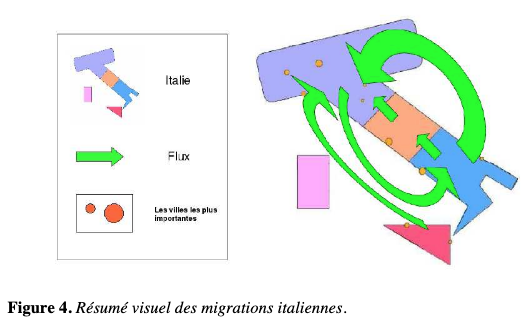 Italie
Flux
Les villes les plus
importantes
Figure 4. Résumé visuel des migrations italiennes.